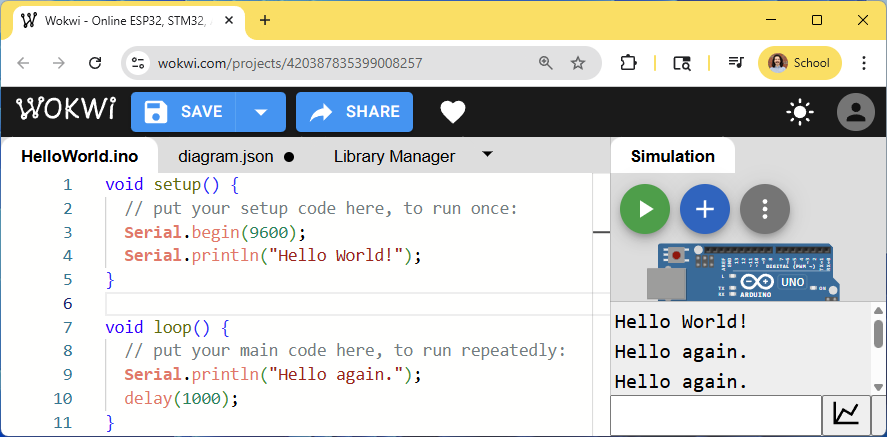 Wokwi - Online ESP32, STM32,
wokwi.com/projects/420387835399008257
School
WOKWI
SAVE
SHARE
HelloWorld.ino
diagram.json
Library Manager
Simulation
1 void setup() {
2 // put your setup code here, to run once:
3 Serial.begin(9600);
4 Serial.println("Hello World!");
5 }
6
7 void loop() {
8 // put your main code here, to run repeatedly:
9 Serial.println("Hello again.");
10 delay(1000);
11 }
DIGITAL (PWM ~)
L
TX
RX
UNO
ON
ARDUINO
Hello World!
Hello again.
Hello again.